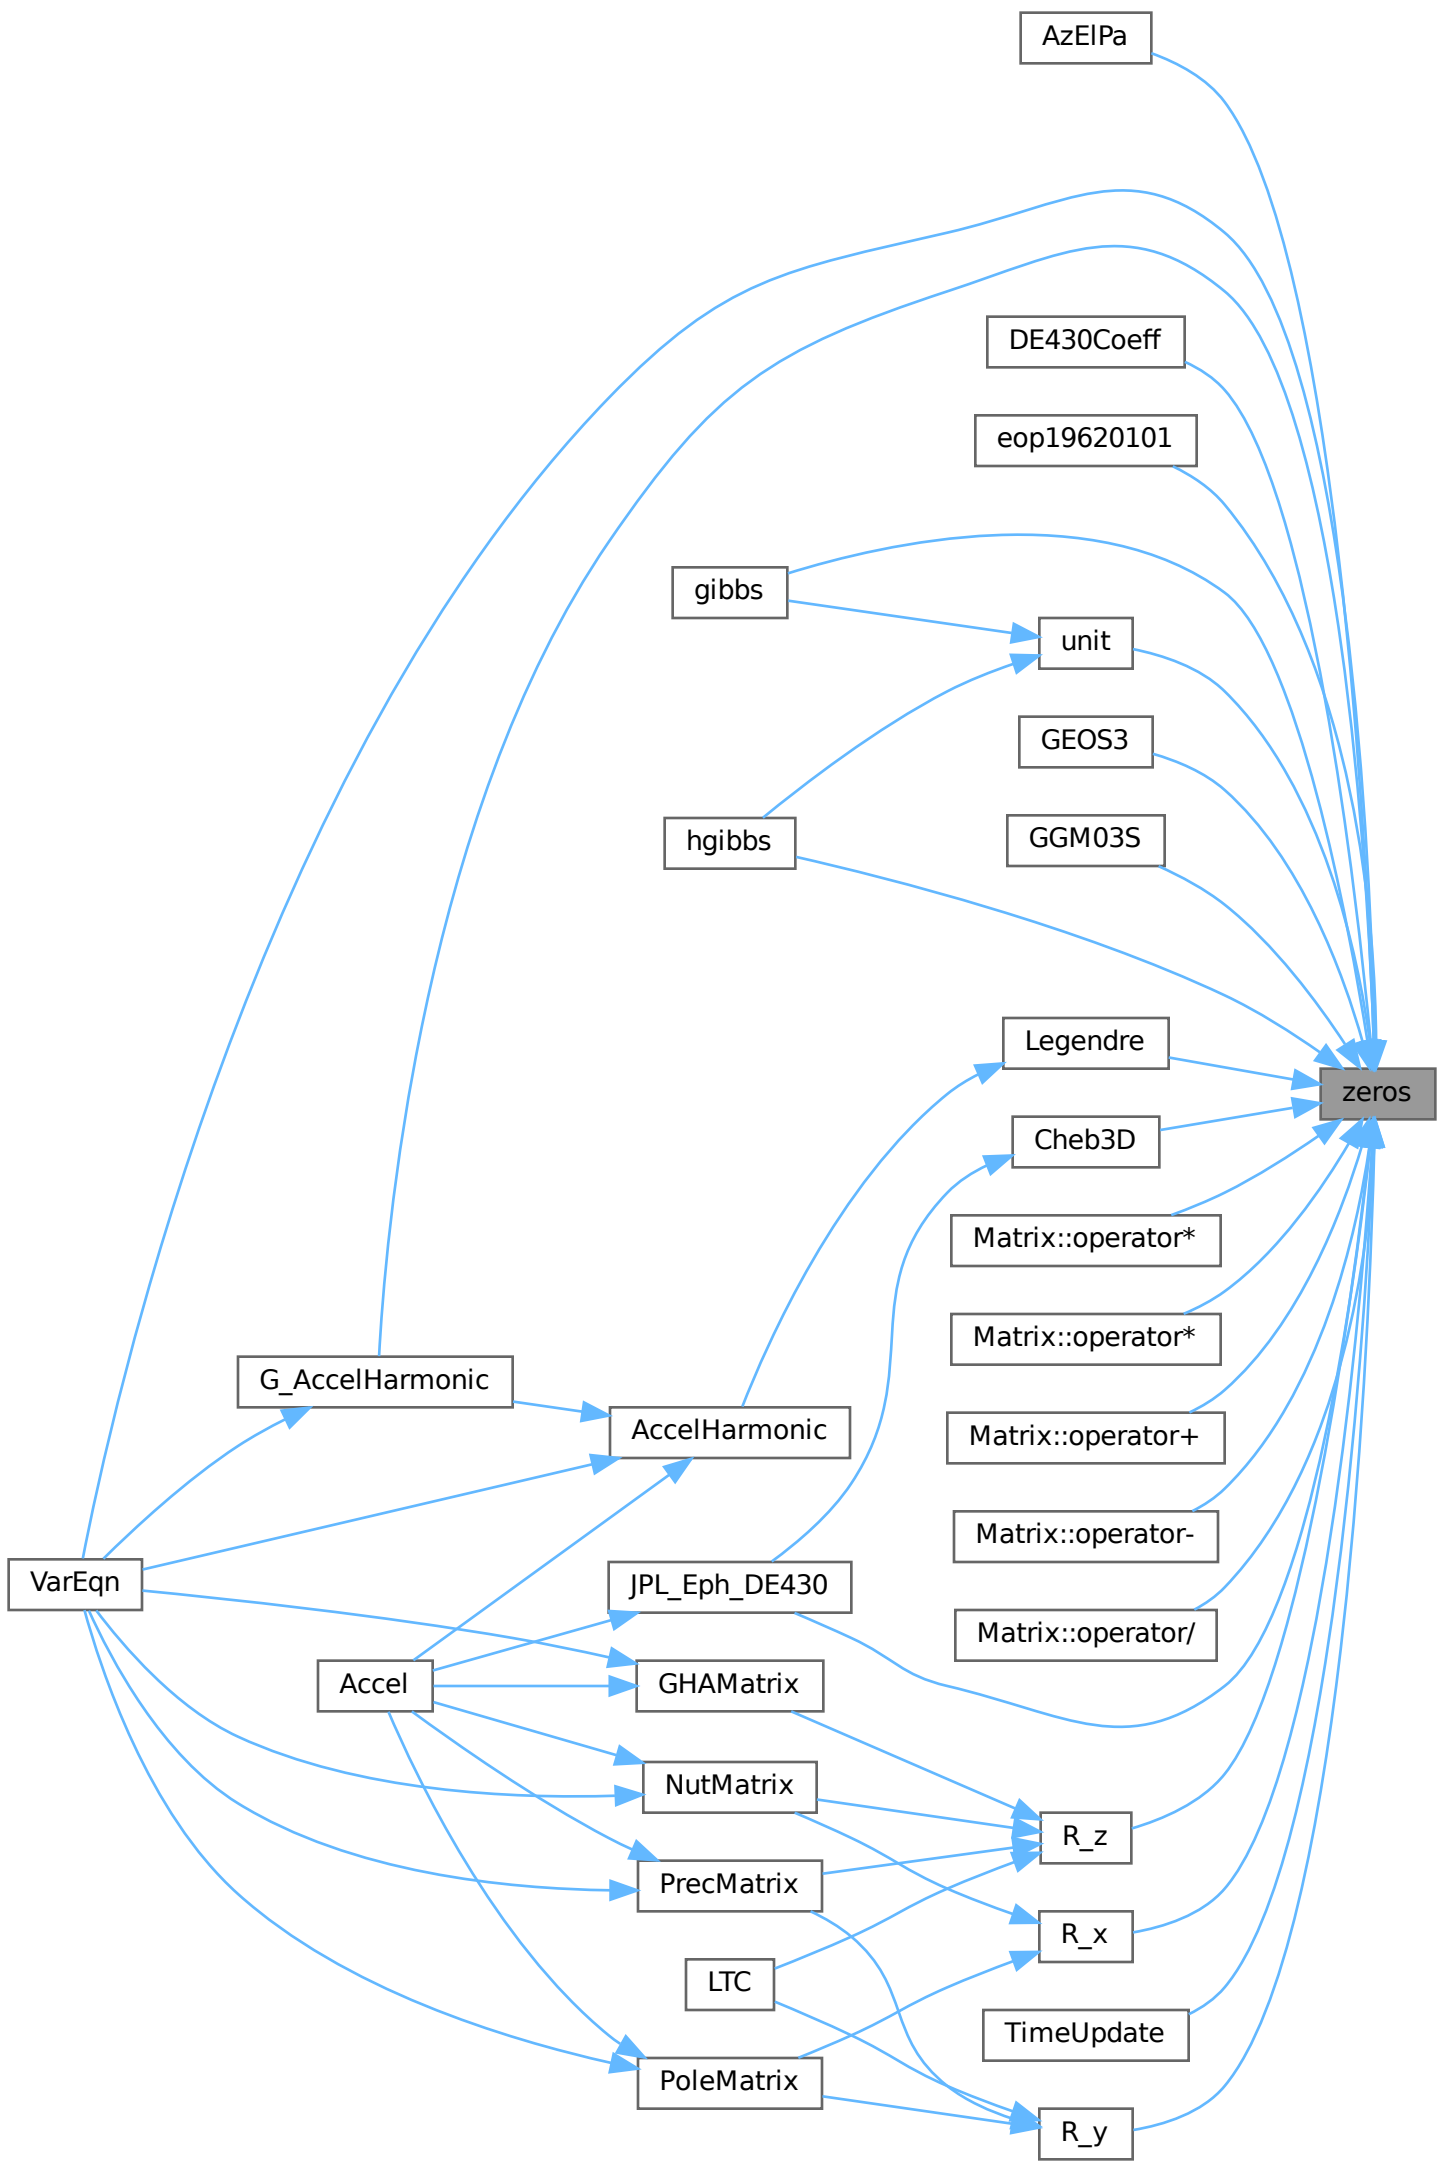 AzElPa
DE430Coeff
eop19620101
gibbs
unit
GEOS3
GGM03S
hgibbs
Legendre
zeros
Cheb3D
Matrix::operator*
Matrix::operator*
G_AccelHarmonic
AccelHarmonic
Matrix::operator+
Matrix::operator-
VarEqn
JPL_Eph_DE430
Matrix::operator/
Accel
GHAMatrix
NutMatrix
R_z
PrecMatrix
R_x
LTC
TimeUpdate
PoleMatrix
R_y